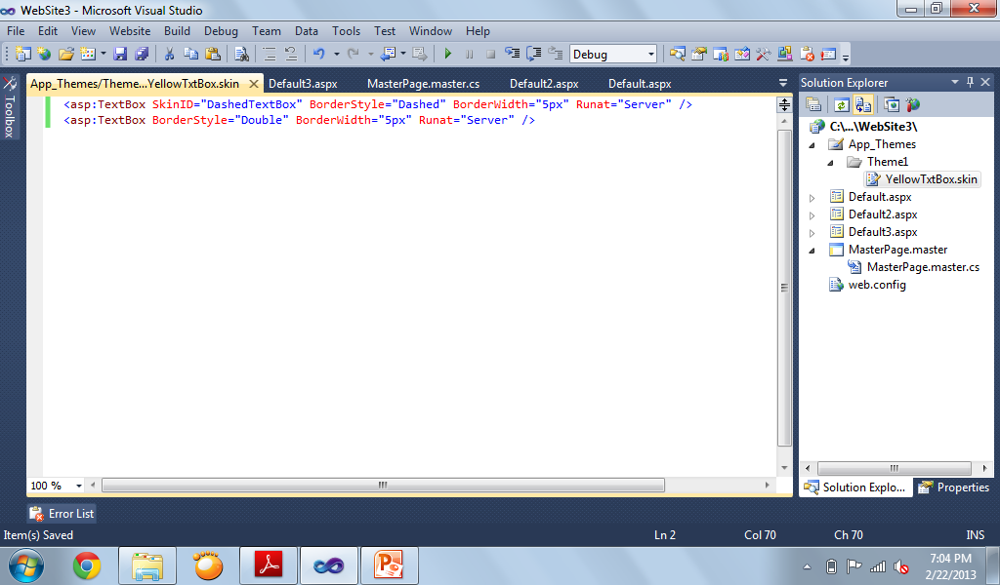 WebSite3 - Microsoft Visual Studio
File Edit View Website Build Debug Team Data Tools Test Window Help
Debug
Toolbox
App_Themes/Theme...YellowTxtBox.skin Default3.aspx MasterPage.master.cs Default2.aspx Default.aspx
<asp:TextBox SkinID="DashedTextBox" BorderStyle="Dashed" BorderWidth="5px" Runat="Server" />
<asp:TextBox BorderStyle="Double" BorderWidth="5px" Runat="Server" />
100 %
Solution Explorer
C:\...\WebSite3\
App_Themes
Theme1
YellowTxtBox.skin
Default.aspx
Default2.aspx
Default3.aspx
MasterPage.master
MasterPage.master.cs
web.config
Solution Explo... Properties
Error List
Item(s) Saved Ln 2 Col 70 Ch 70 INS
7:04 PM
2/22/2013